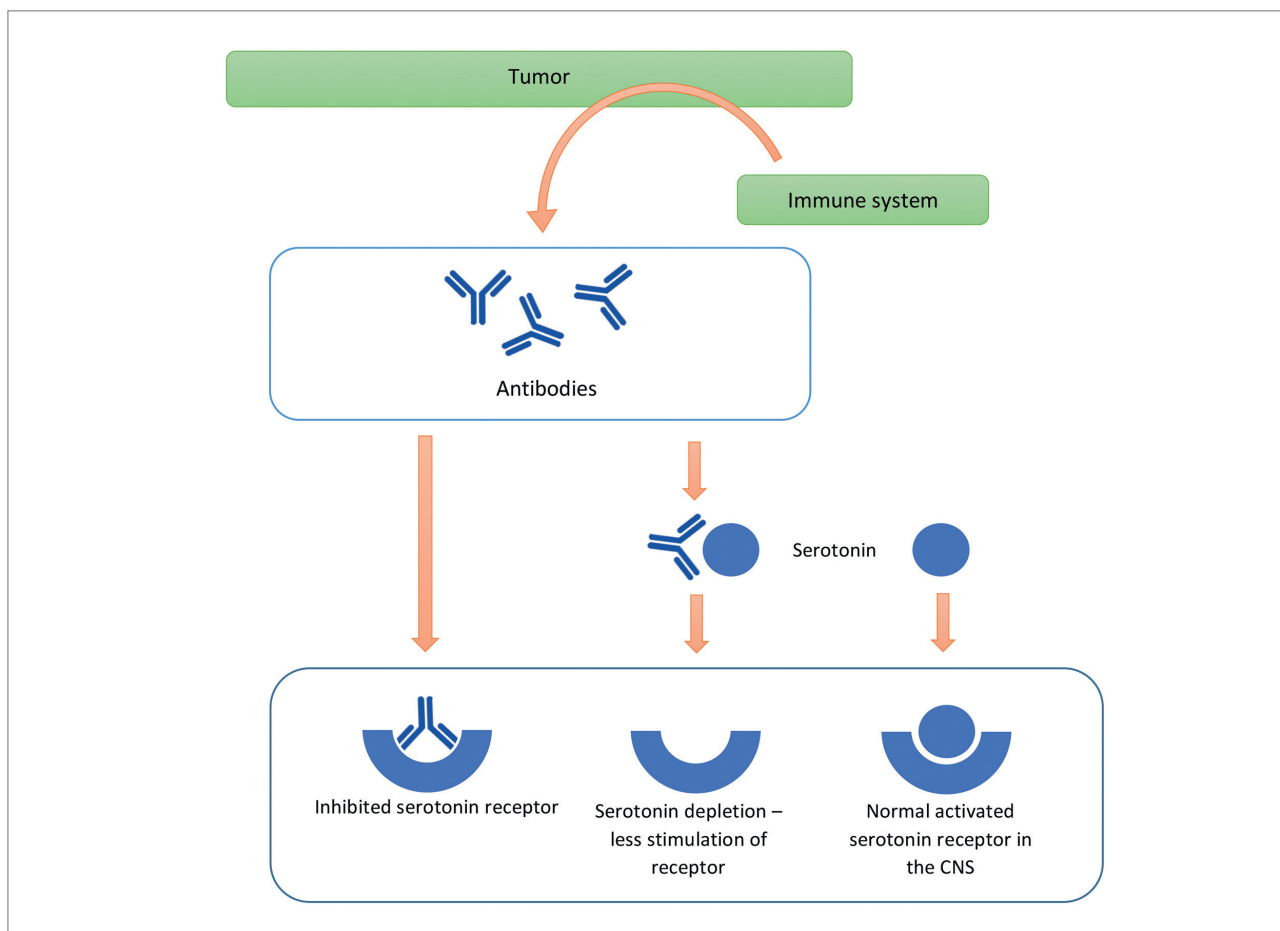 Tumor
Immune system
Antibodies
Serotonin
Inhibited serotonin receptor
Serotonin depletion –
less stimulation of
receptor
Normal activated
serotonin receptor in
the CNS